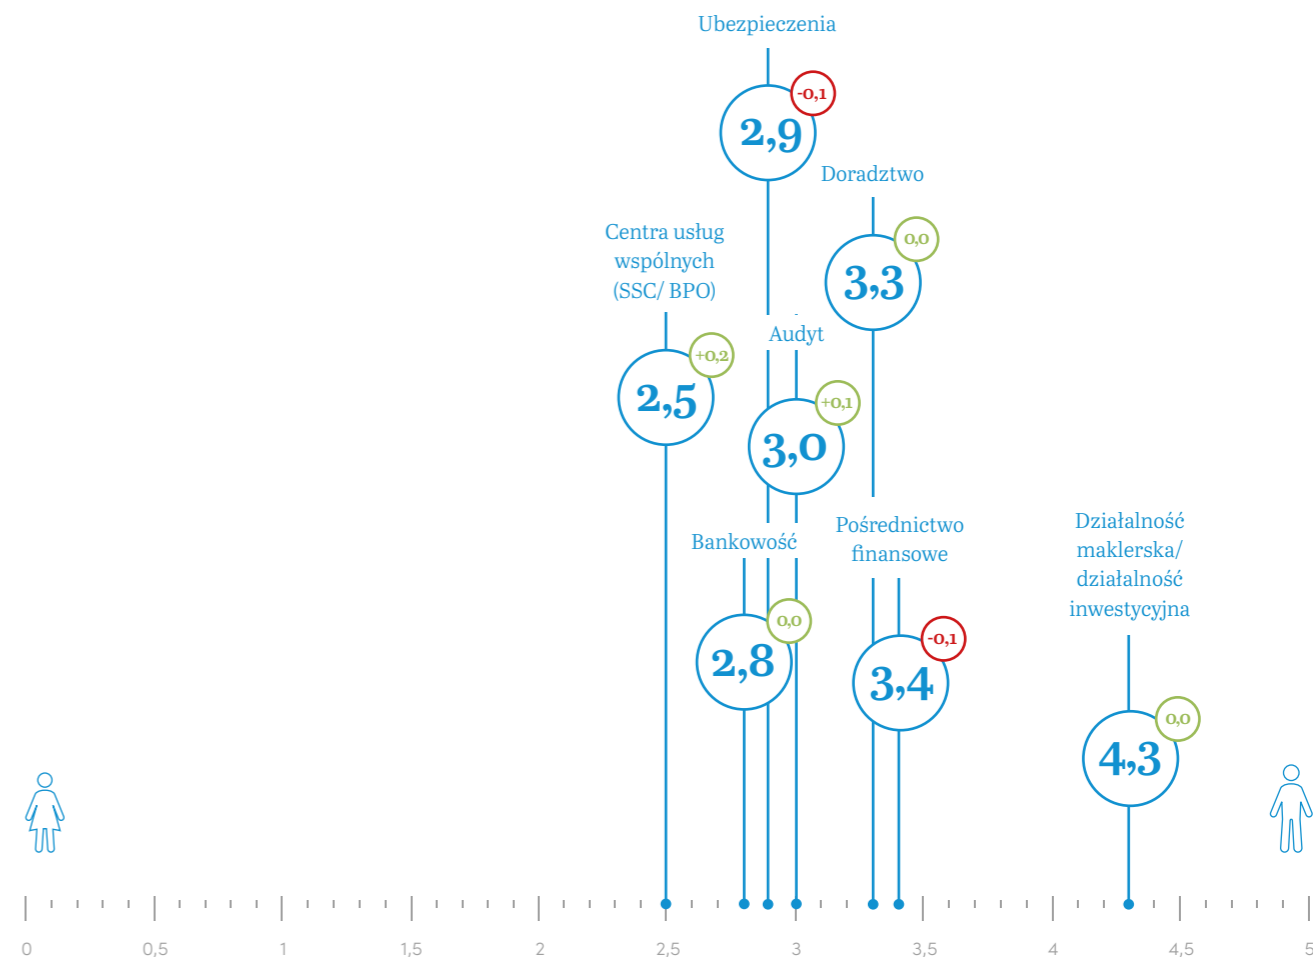 Ubezpieczenia
-0,1
2,9
Doradztwo
0,0
3,3
Centra usług
wspólnych
(SSC/ BPO)
+0,2
2,5
Audyt
+0,1
3,0
Bankowość
0,0
2,8
Pośrednictwo
finansowe
-0,1
3,4
Działalność
maklerska/
działalność
inwestycyjna
0,0
4,3
0 0,5 1 1,5 2 2,5 3 3,5 4 4,5 5